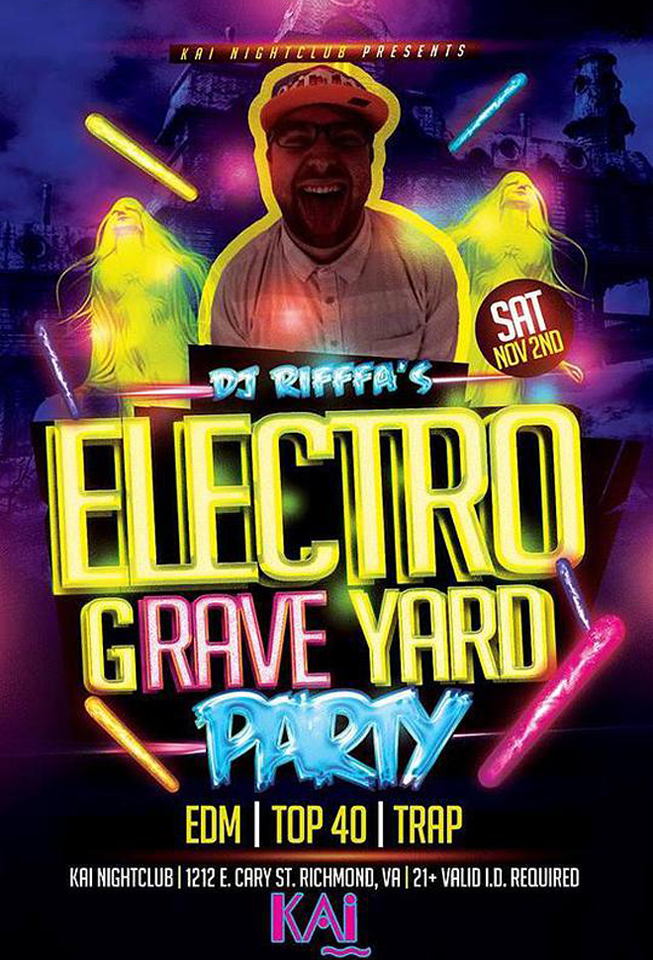 KAI NIGHTCLUB PRESENTS
SAT
NOV 2ND
DJ RIFFFA'S
ELECTRO
GRAVE YARD
PARTY
EDM | TOP 40 | TRAP
KAI NIGHTCLUB | 1212 E. CARY ST. RICHMOND, VA | 21+ VALID I.D. REQUIRED
KAi